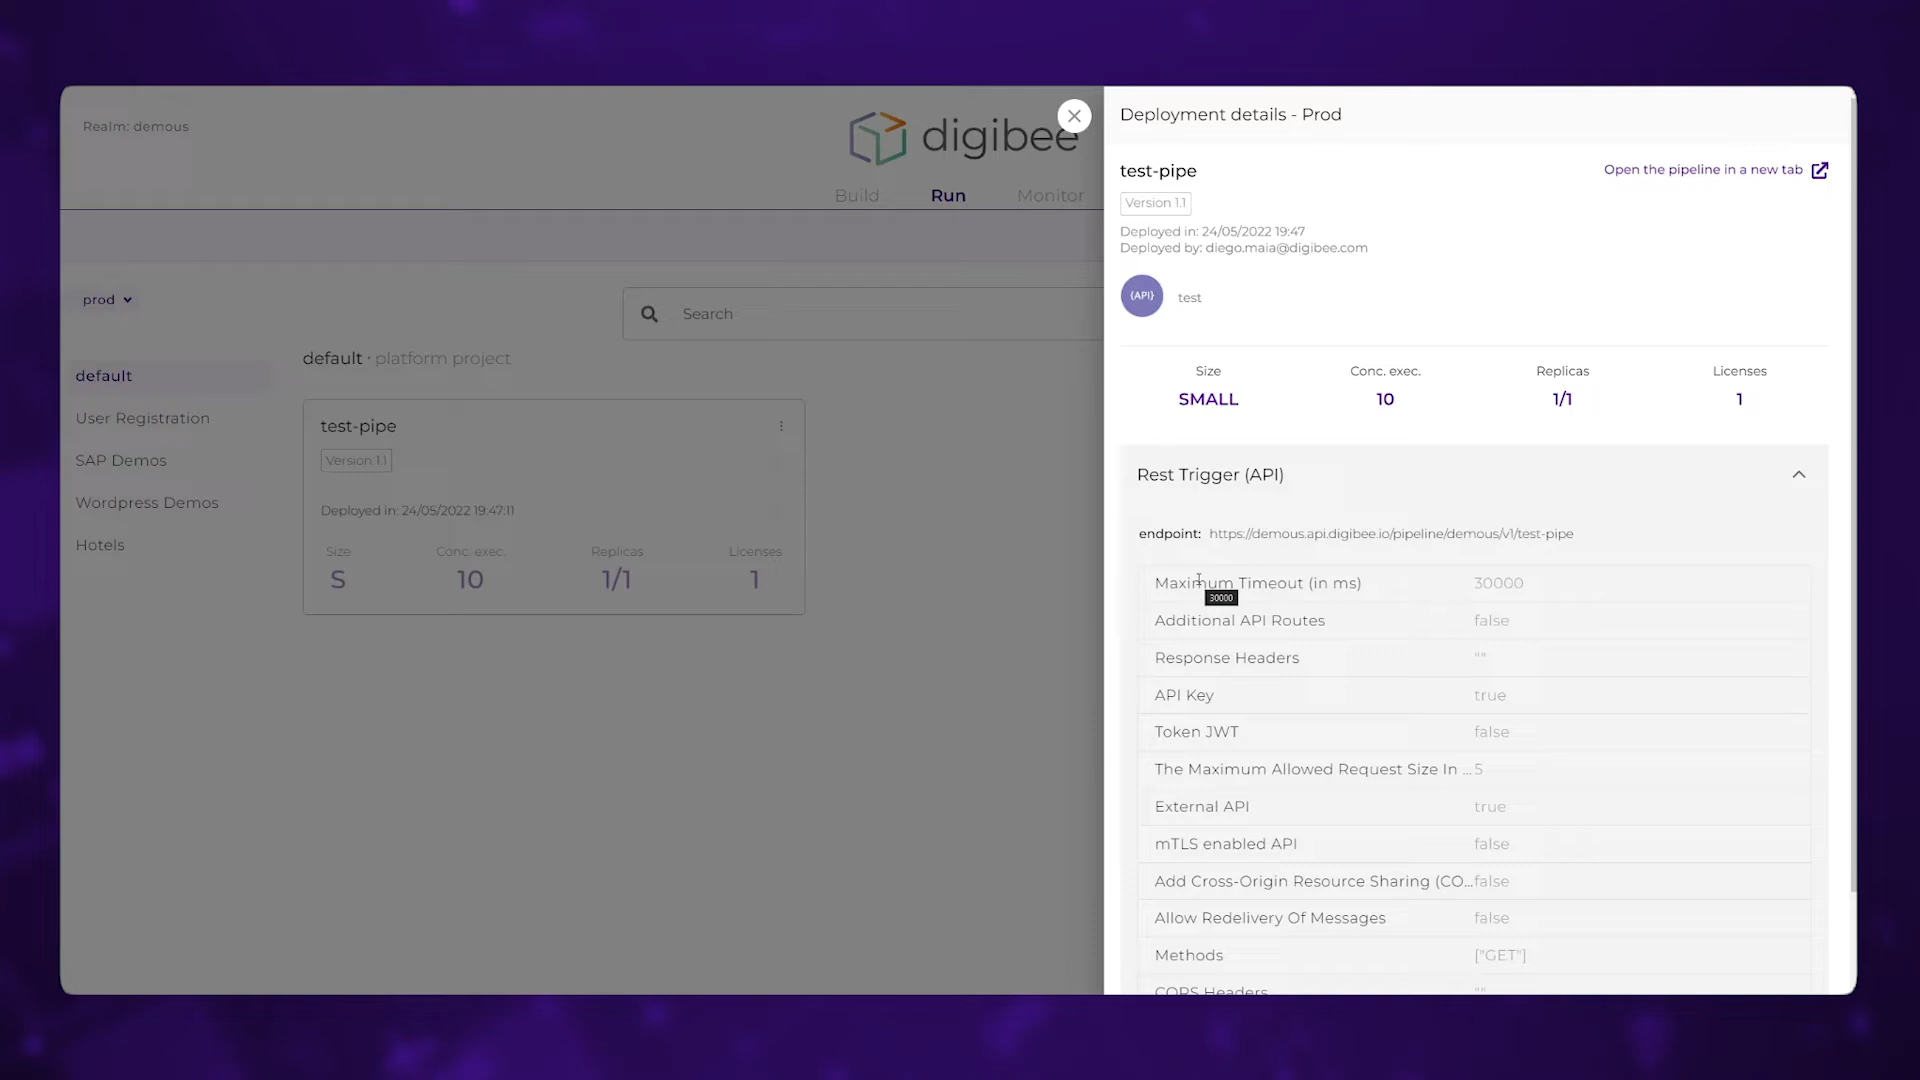 Realm: demous
digibee
Build
Run
Monitor
prod
Search
default
User Registration
SAP Demos
Wordpress Demos
Hotels
default · platform project
test-pipe
Version 1.1
Deployed in: 24/05/2022 19:47:11
Size
Conc. exec.
Replicas
Licenses
S
10
1/1
1
Deployment details - Prod
test-pipe
Open the pipeline in a new tab
Version 1.1
Deployed in: 24/05/2022 19:47
Deployed by: diego.maia@digibee.com
{API}
test
Size
Conc. exec.
Replicas
Licenses
SMALL
10
1/1
1
Rest Trigger (API)
endpoint: https://demous.api.digibee.io/pipeline/demous/v1/test-pipe
Maximum Timeout (in ms) 30000
30000
Additional API Routes false
Response Headers ""
API Key true
Token JWT false
The Maximum Allowed Request Size In ... 5
External API true
mTLS enabled API false
Add Cross-Origin Resource Sharing (CO... false
Allow Redelivery Of Messages false
Methods ["GET"]
CORS Headers ""